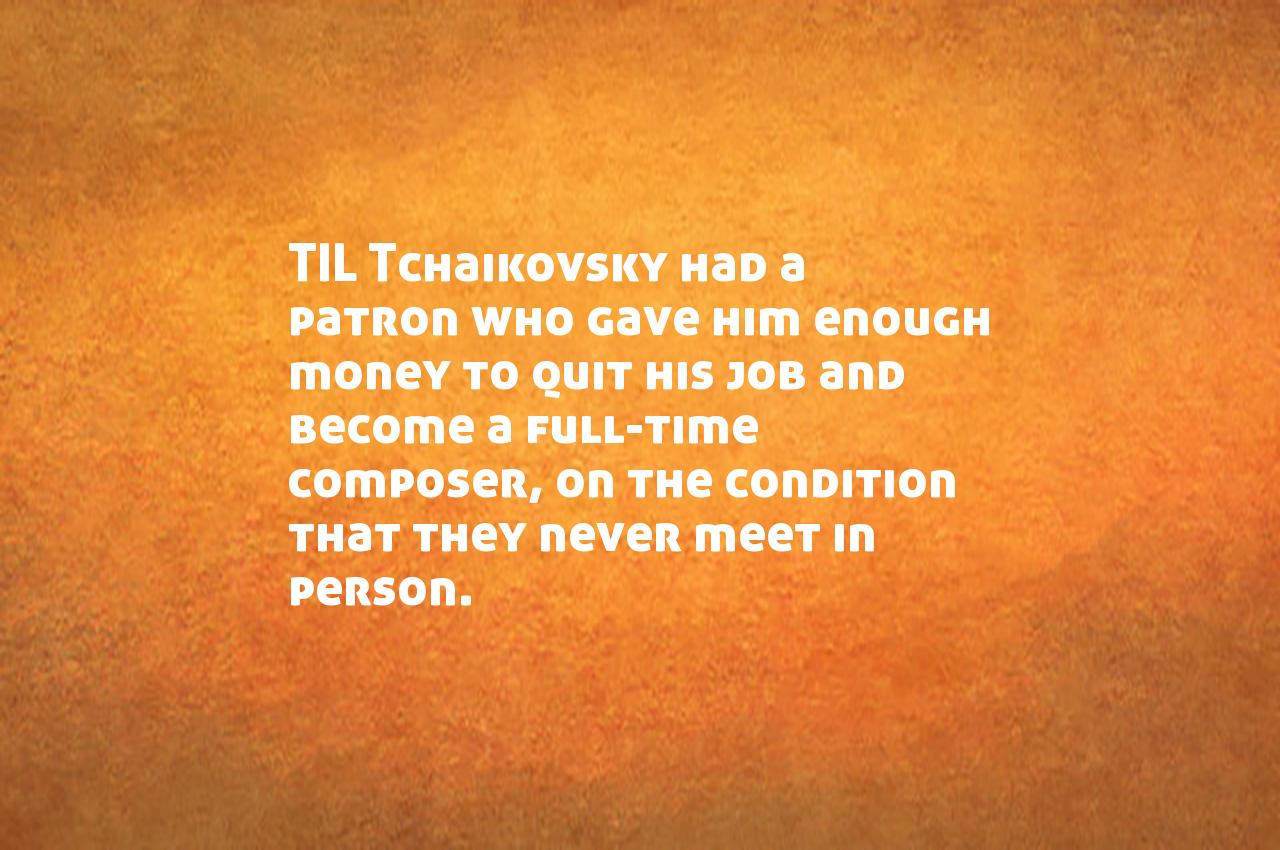 TIL Tchaikovsky had a
patron who gave him enough
money to quit his job and
become a full-time
composer, on the condition
that they never meet in
person.